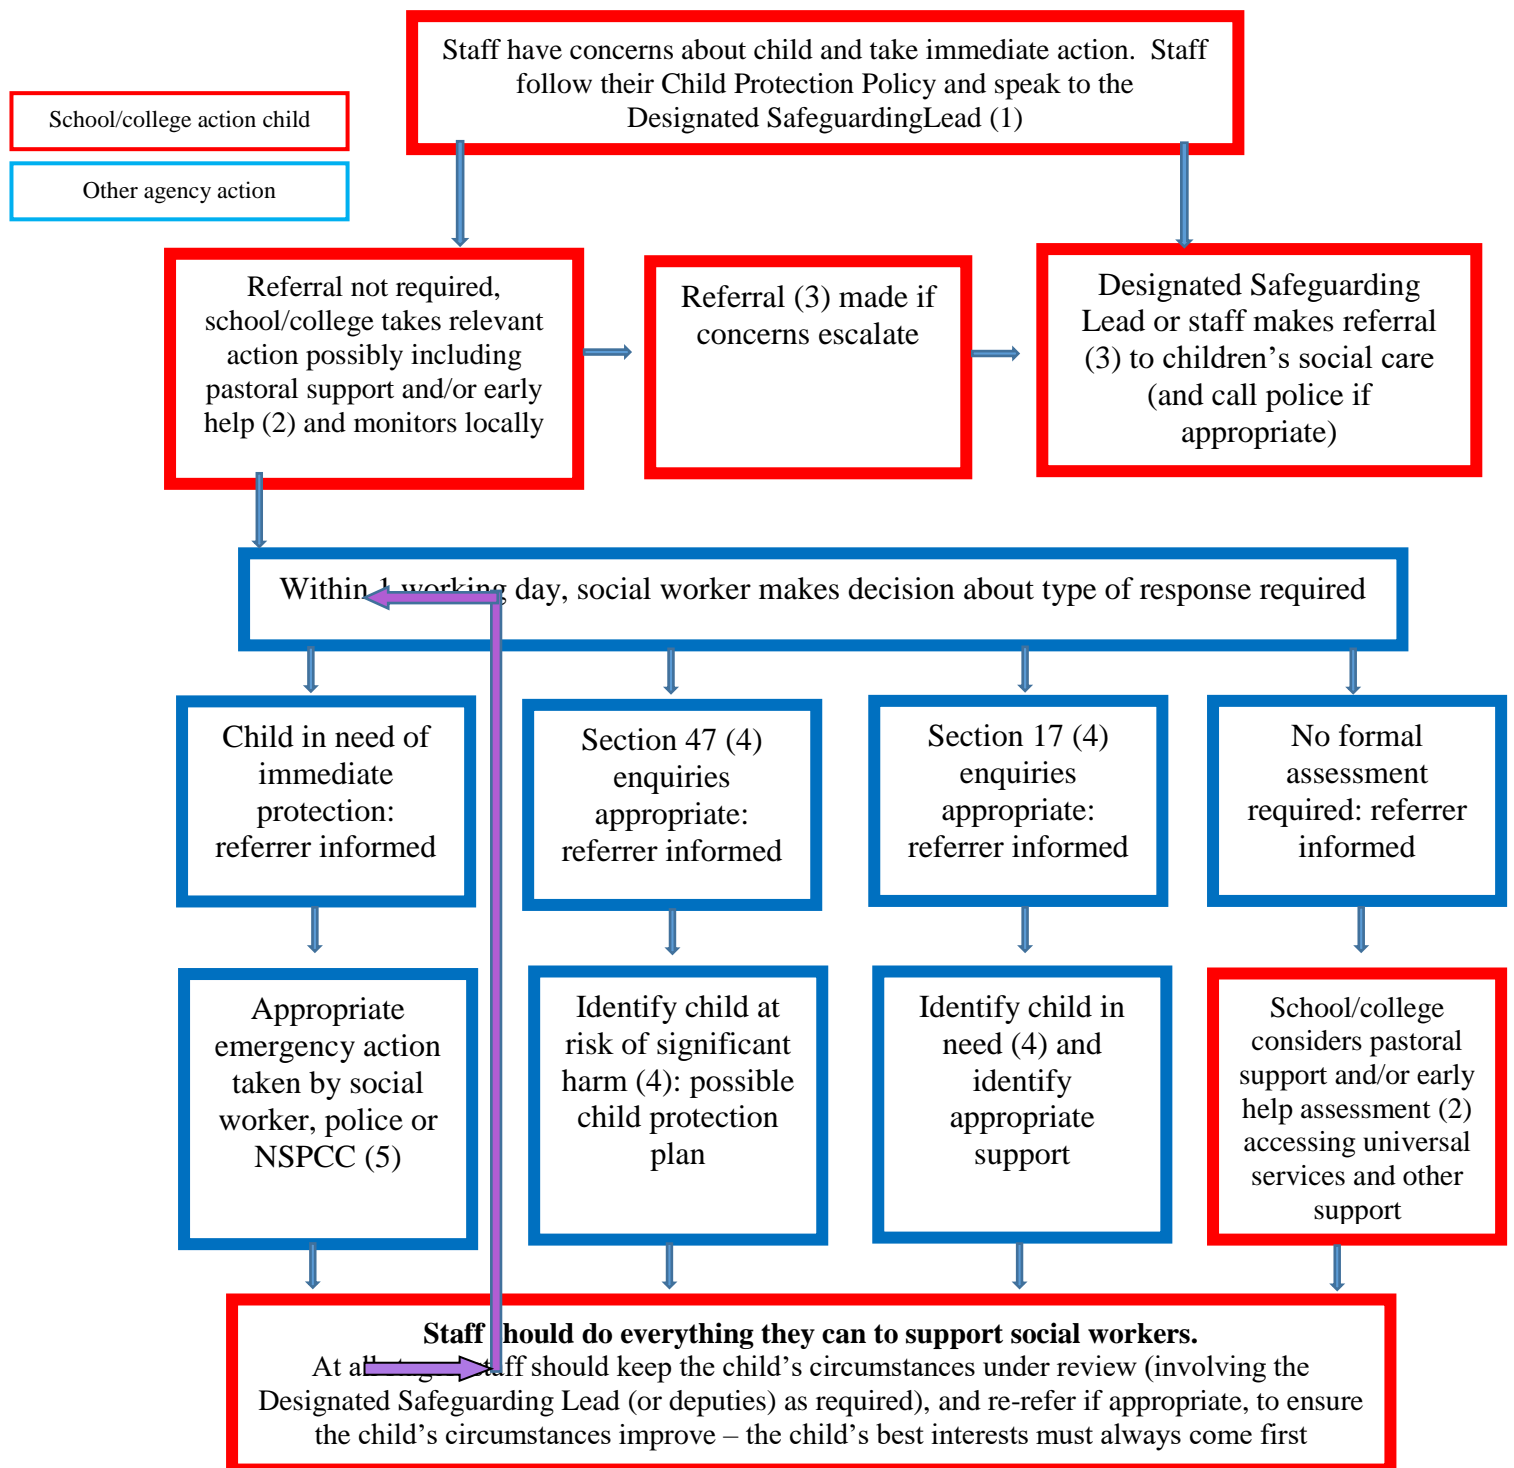 Staff have concerns about child and take immediate action.  Staff
follow their Child Protection Policy and speak to the
Designated SafeguardingLead (1)
School/college action child
Other agency action
Referral not required,
school/college takes relevant
action possibly including
pastoral support and/or early
help (2) and monitors locally
Referral (3) made if
concerns escalate
Designated Safeguarding
Lead or staff makes referral
(3) to children’s social care
(and call police if
appropriate)
Within 1 working day, social worker makes decision about type of response required
Child in need of
immediate
protection:
referrer informed
Section 47 (4)
enquiries
appropriate:
referrer informed
Section 17 (4)
enquiries
appropriate:
referrer informed
No formal
assessment
required: referrer
informed
Appropriate
emergency action
taken by social
worker, police or
NSPCC (5)
Identify child at
risk of significant
harm (4): possible
child protection
plan
Identify child in
need (4) and
identify
appropriate
support
School/college
considers pastoral
support and/or early
help assessment (2)
accessing universal
services and other
support
Staff should do everything they can to support social workers.
At all stages staff should keep the child’s circumstances under review (involving the
Designated Safeguarding Lead (or deputies) as required), and re-refer if appropriate, to ensure
the child’s circumstances improve – the child’s best interests must always come first